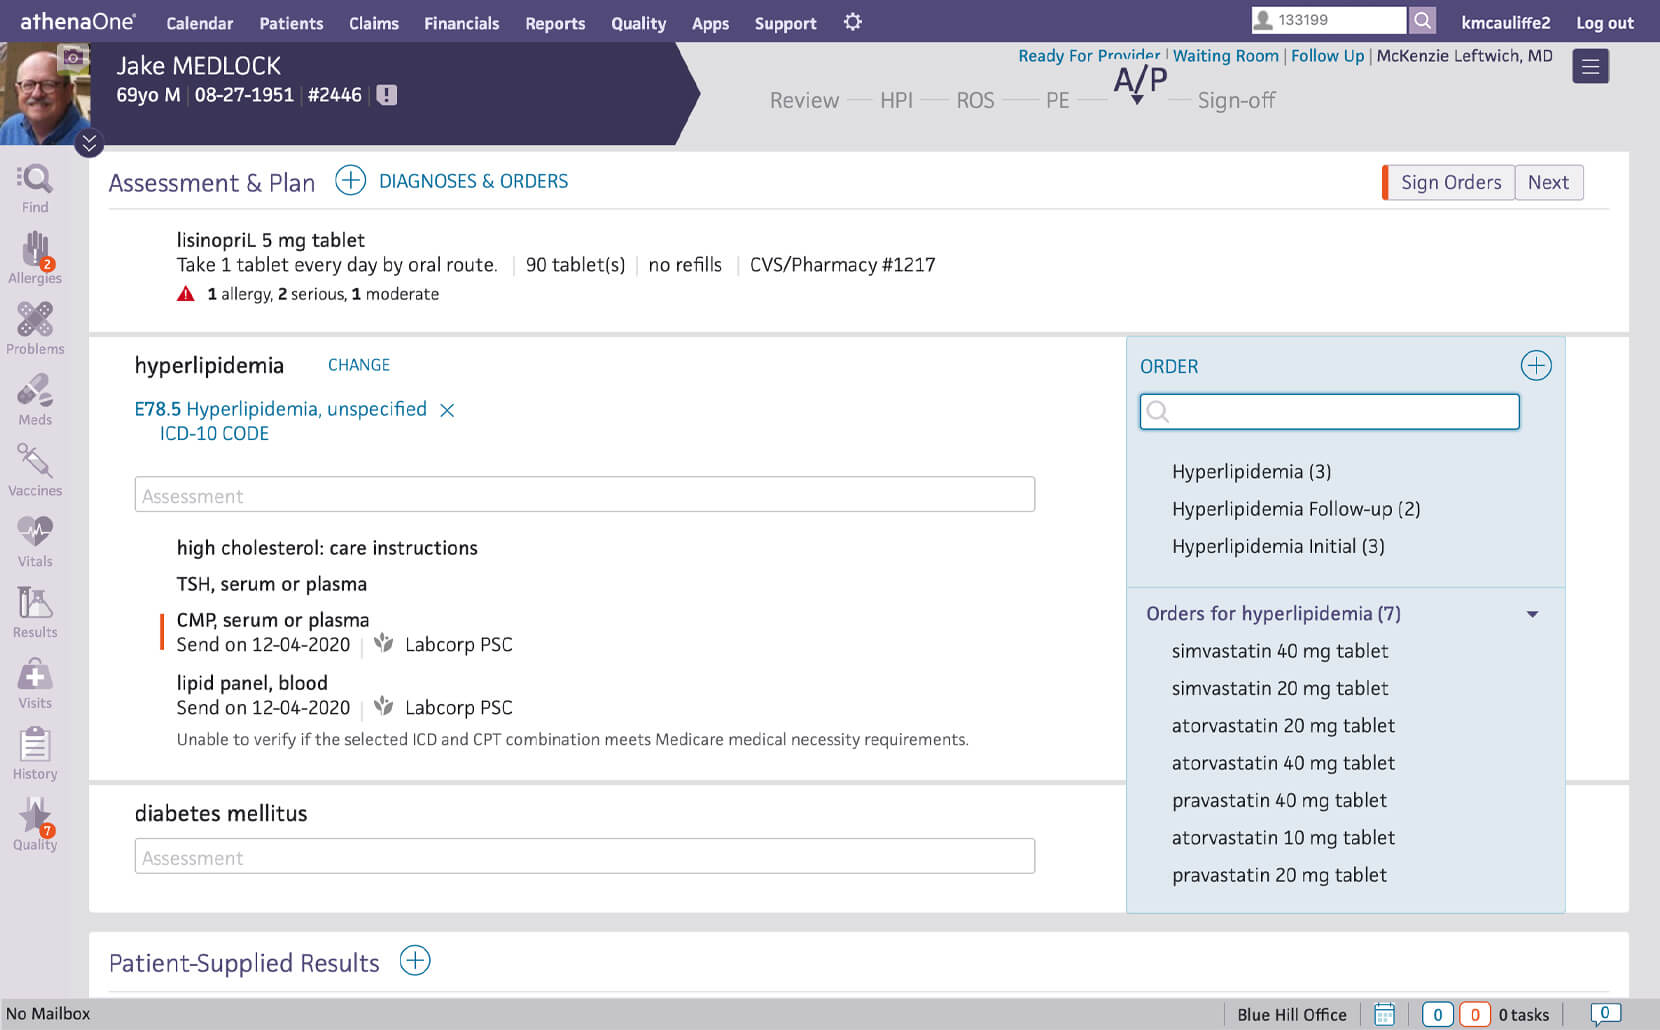 athenaOne Calendar Patients Claims Financials Reports Quality Apps Support 133199 kmcauliffe2 Log out
Jake MEDLOCK
69yo M | 08-27-1951 | #2446
Ready For Provider | Waiting Room | Follow Up | McKenzie Leftwich, MD
Review HPI ROS PE A/P Sign-off
Find
Allergies 2
Problems
Meds
Vaccines
Vitals
Results
Visits
History
Quality 7
Assessment & Plan DIAGNOSES & ORDERS Sign Orders Next
lisinopriL 5 mg tablet
Take 1 tablet every day by oral route. | 90 tablet(s) | no refills | CVS/Pharmacy #1217
1 allergy, 2 serious, 1 moderate
hyperlipidemia CHANGE
E78.5 Hyperlipidemia, unspecified
ICD-10 CODE
Assessment
high cholesterol: care instructions
TSH, serum or plasma
CMP, serum or plasma
Send on 12-04-2020 | Labcorp PSC
lipid panel, blood
Send on 12-04-2020 | Labcorp PSC
Unable to verify if the selected ICD and CPT combination meets Medicare medical necessity requirements.
ORDER
Hyperlipidemia (3)
Hyperlipidemia Follow-up (2)
Hyperlipidemia Initial (3)
Orders for hyperlipidemia (7)
simvastatin 40 mg tablet
simvastatin 20 mg tablet
atorvastatin 20 mg tablet
atorvastatin 40 mg tablet
pravastatin 40 mg tablet
atorvastatin 10 mg tablet
pravastatin 20 mg tablet
diabetes mellitus
Assessment
Patient-Supplied Results
No Mailbox Blue Hill Office 0 0 0 tasks 0